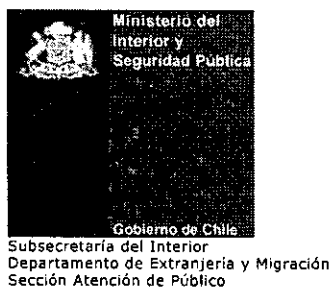 Ministerio del
Interior y
Seguridad Pública
Gobierno de Chile
Subsecretaría del Interior
Departamento de Extranjería y Migración
Sección Atención de Público